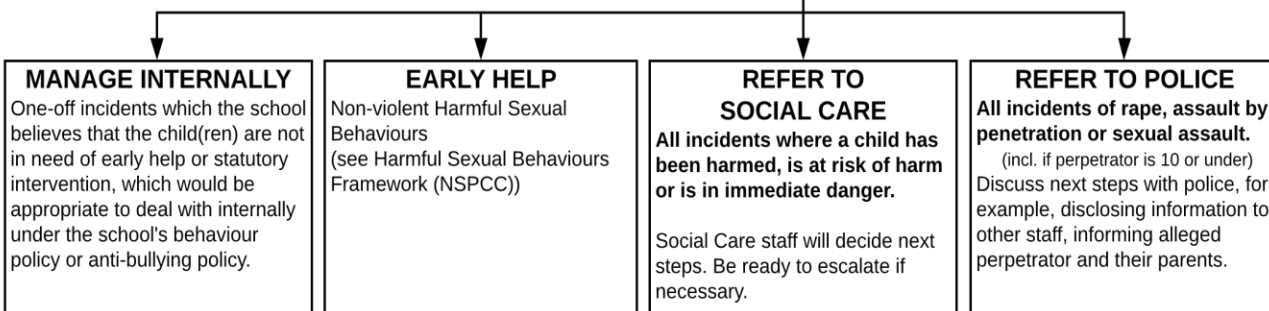 MANAGE INTERNALLY
One-off incidents which the school
believes that the child(ren) are not
in need of early help or statutory
intervention, which would be
appropriate to deal with internally
under the school's behaviour
policy or anti-bullying policy.
EARLY HELP
Non-violent Harmful Sexual
Behaviours
(see Harmful Sexual Behaviours
Framework (NSPCC))
REFER TO
SOCIAL CARE
All incidents where a child has
been harmed, is at risk of harm
or is in immediate danger.
Social Care staff will decide next
steps. Be ready to escalate if
necessary.
REFER TO POLICE
All incidents of rape, assault by
penetration or sexual assault.
(incl. if perpetrator is 10 or under)
Discuss next steps with police, for
example, disclosing information to
other staff, informing alleged
perpetrator and their parents.